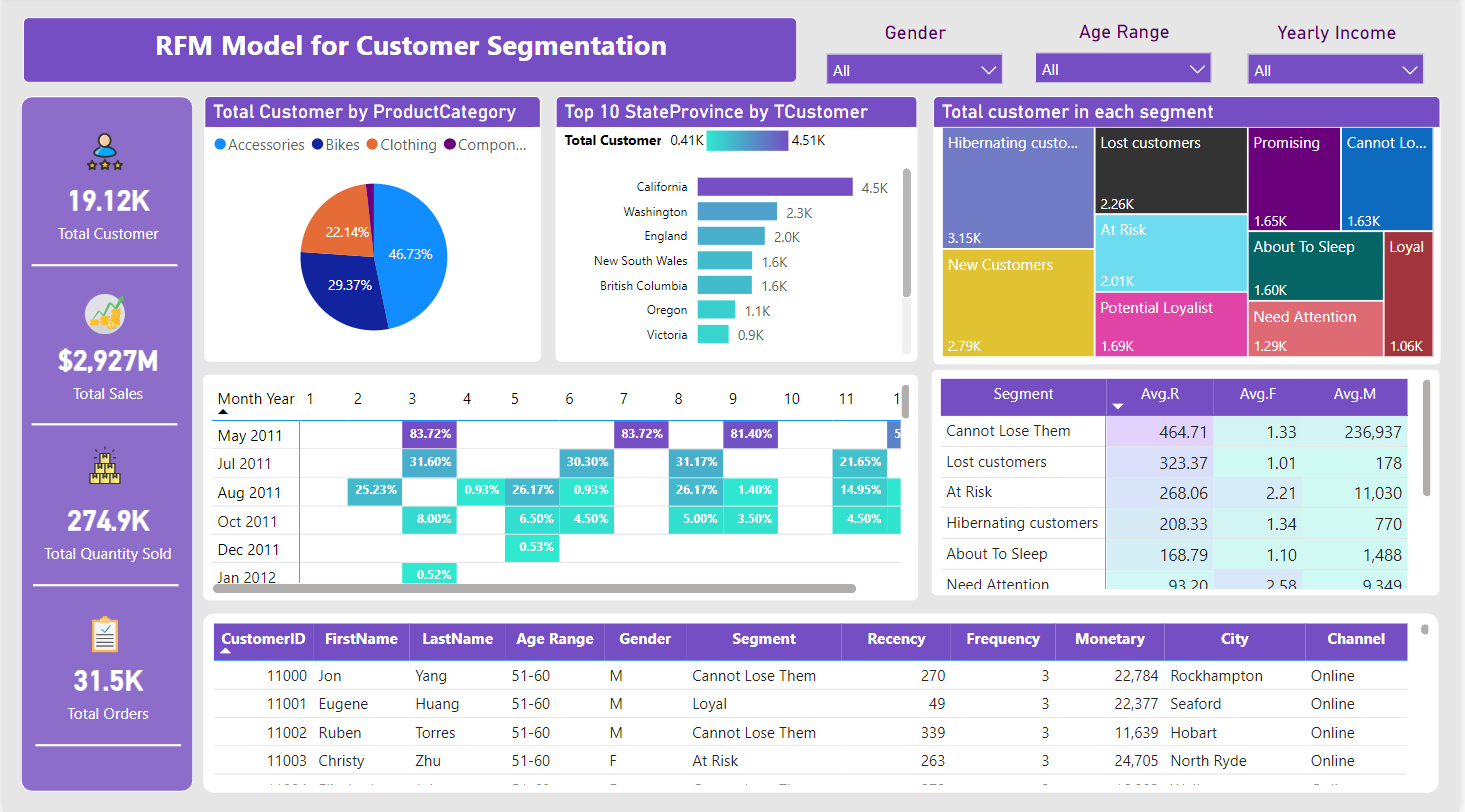 RFM Model for Customer Segmentation
Gender
Age Range
Yearly Income
All
All
All
19.12K
Total Customer
$2,927M
Total Sales
274.9K
Total Quantity Sold
31.5K
Total Orders
Total Customer by ProductCategory
Accessories Bikes Clothing Compon...
46.73%
29.37%
22.14%
Top 10 StateProvince by TCustomer
Total Customer 0.41K 4.51K
California 4.5K
Washington 2.3K
England 2.0K
New South Wales 1.6K
British Columbia 1.6K
Oregon 1.1K
Victoria 0.9K
Total customer in each segment
Hibernating custo...
3.15K
New Customers
2.79K
Lost customers
2.26K
At Risk
2.01K
Potential Loyalist
1.69K
Promising
1.65K
Cannot Lo...
1.63K
About To Sleep
1.60K
Need Attention
1.29K
Loyal
1.06K
Month Year 1 2 3 4 5 6 7 8 9 10 11 1
May 2011 83.72% 83.72% 81.40% 5
Jul 2011 31.60% 30.30% 31.17% 21.65%
Aug 2011 25.23% 0.93% 26.17% 0.93% 26.17% 1.40% 14.95%
Oct 2011 8.00% 6.50% 4.50% 5.00% 3.50% 4.50%
Dec 2011 0.53%
Jan 2012 0.52%
Segment Avg.R Avg.F Avg.M
Cannot Lose Them 464.71 1.33 236,937
Lost customers 323.37 1.01 178
At Risk 268.06 2.21 11,030
Hibernating customers 208.33 1.34 770
About To Sleep 168.79 1.10 1,488
Need Attention 93.20 2.58 9,349
CustomerID FirstName LastName Age Range Gender Segment Recency Frequency Monetary City Channel
11000 Jon Yang 51-60 M Cannot Lose Them 270 3 22,784 Rockhampton Online
11001 Eugene Huang 51-60 M Loyal 49 3 22,377 Seaford Online
11002 Ruben Torres 51-60 M Cannot Lose Them 339 3 11,639 Hobart Online
11003 Christy Zhu 51-60 F At Risk 263 3 24,705 North Ryde Online